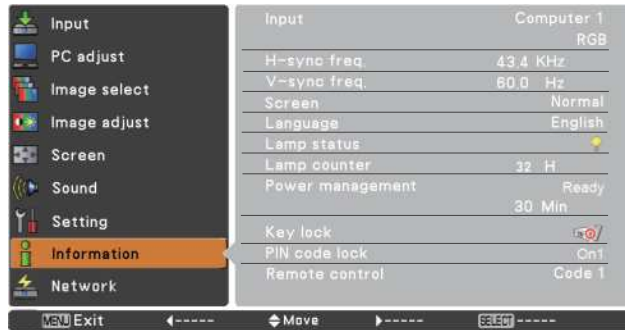 Input
PC adjust
Image select
Image adjust
Screen
Sound
Setting
Information
Network
Input Computer 1
RGB
H-sync freq. 43.4 KHz
V-sync freq. 60.0 Hz
Screen Normal
Language English
Lamp status
Lamp counter 32 H
Power management Ready
30 Min
Key lock
PIN code lock On1
Remote control Code 1
MENU Exit ◄----- Move ►----- SELECT -----